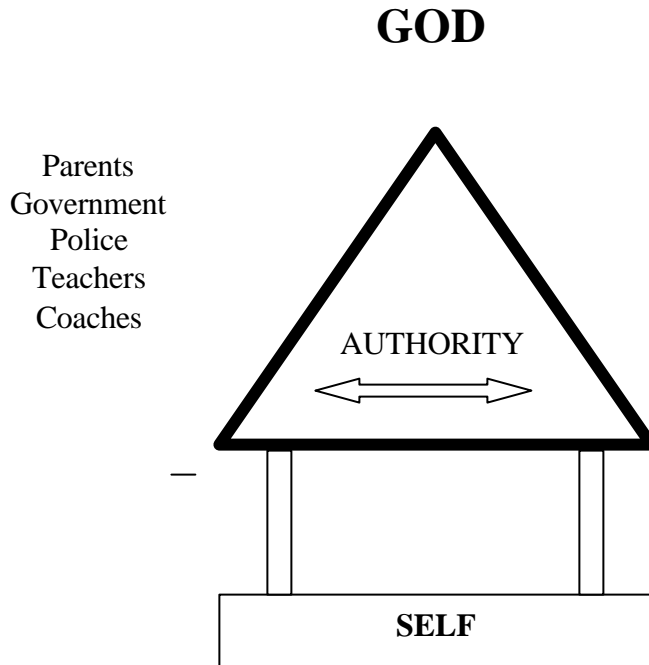 GOD
Parents
Government
Police
Teachers
Coaches
AUTHORITY
SELF